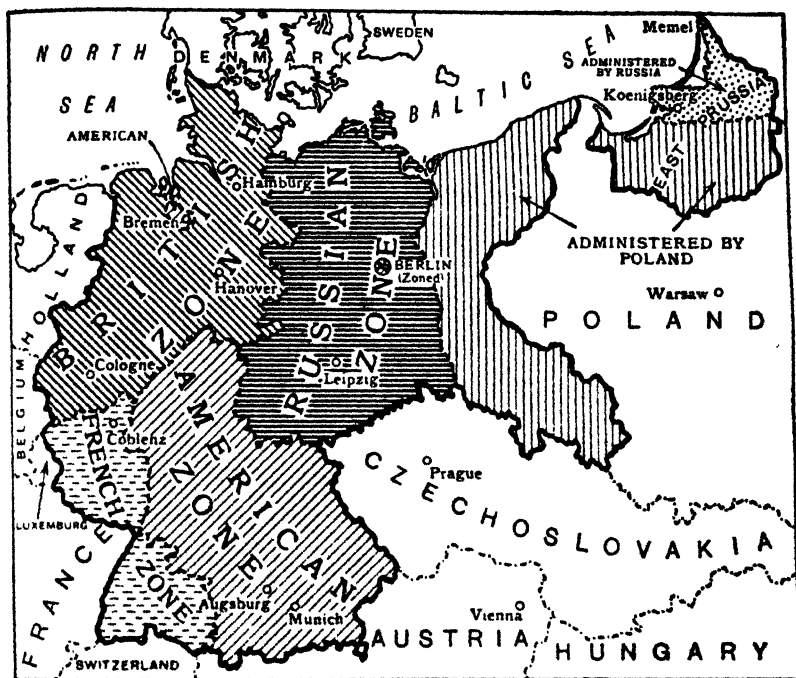 NORTH
SEA
DENMARK
SWEDEN
BALTIC SEA
Memel
ADMINISTERED
BY RUSSIA
Koenigsberg
EAST PRUSSIA
AMERICAN
Hamburg
Bremen
HOLLAND
BRITISH
ZONE
Hanover
RUSSIAN
ZONE
BERLIN
(Zoned)
ADMINISTERED BY
POLAND
Warsaw
POLAND
BELGIUM
Cologne
Leipzig
AMERICAN
ZONE
FRENCH
ZONE
Coblenz
LUXEMBURG
Prague
CZECHOSLOVAKIA
FRANCE
Augsburg
Munich
Vienna
AUSTRIA
HUNGARY
SWITZERLAND